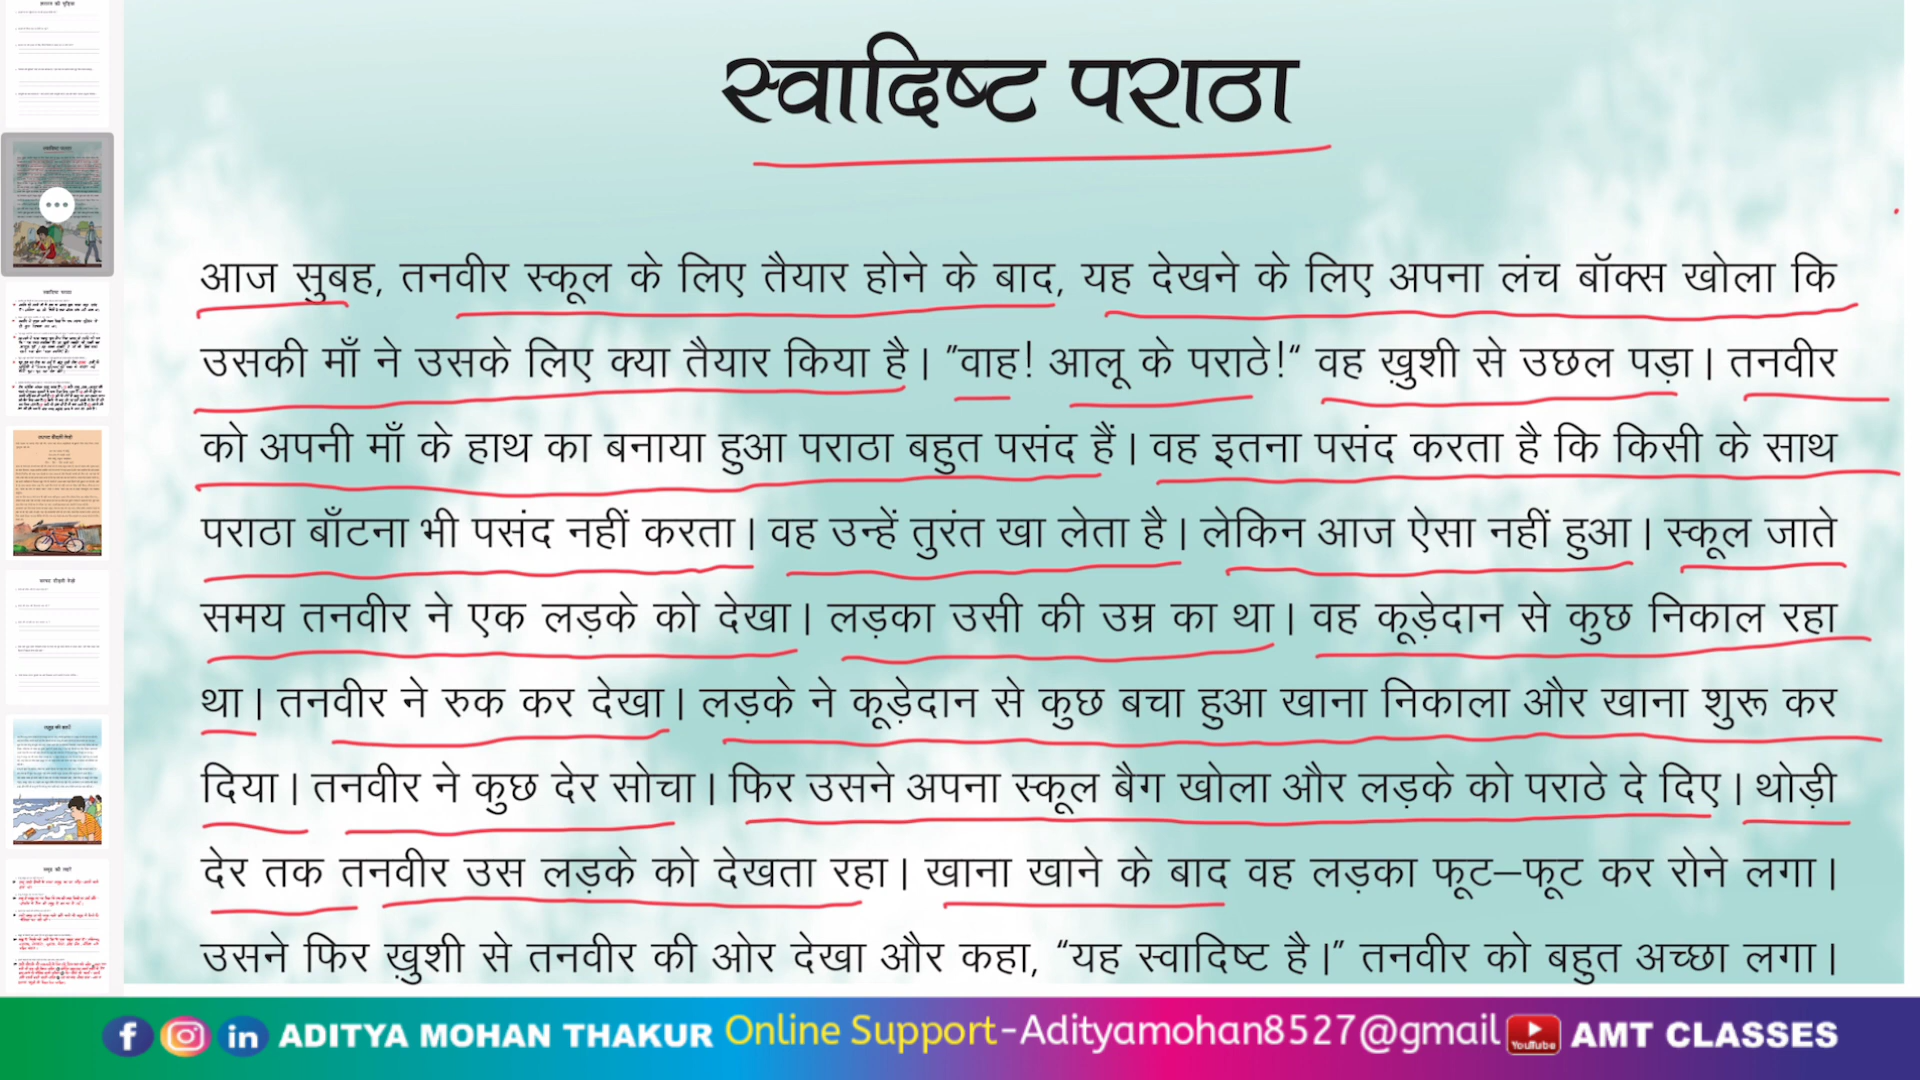 स्वादिष्ट पराठा
आज सुबह, तनवीर स्कूल के लिए तैयार होने के बाद, यह देखने के लिए अपना लंच बॉक्स खोला कि
उसकी माँ ने उसके लिए क्या तैयार किया है। "वाह! आलू के पराठे!“ वह ख़ुशी से उछल पड़ा। तनवीर
को अपनी माँ के हाथ का बनाया हुआ पराठा बहुत पसंद हैं। वह इतना पसंद करता है कि किसी के साथ
पराठा बाँटना भी पसंद नहीं करता। वह उन्हें तुरंत खा लेता है। लेकिन आज ऐसा नहीं हुआ। स्कूल जाते
समय तनवीर ने एक लड़के को देखा। लड़का उसी की उम्र का था। वह कूड़ेदान से कुछ निकाल रहा
था। तनवीर ने रुक कर देखा। लड़के ने कूड़ेदान से कुछ बचा हुआ खाना निकाला और खाना शुरू कर
दिया। तनवीर ने कुछ देर सोचा। फिर उसने अपना स्कूल बैग खोला और लड़के को पराठे दे दिए। थोड़ी
देर तक तनवीर उस लड़के को देखता रहा। खाना खाने के बाद वह लड़का फूट–फूट कर रोने लगा।
उसने फिर ख़ुशी से तनवीर की ओर देखा और कहा, “यह स्वादिष्ट है।” तनवीर को बहुत अच्छा लगा।
ADITYA MOHAN THAKUR Online Support-Adityamohan8527@gmail YouTube AMT CLASSES